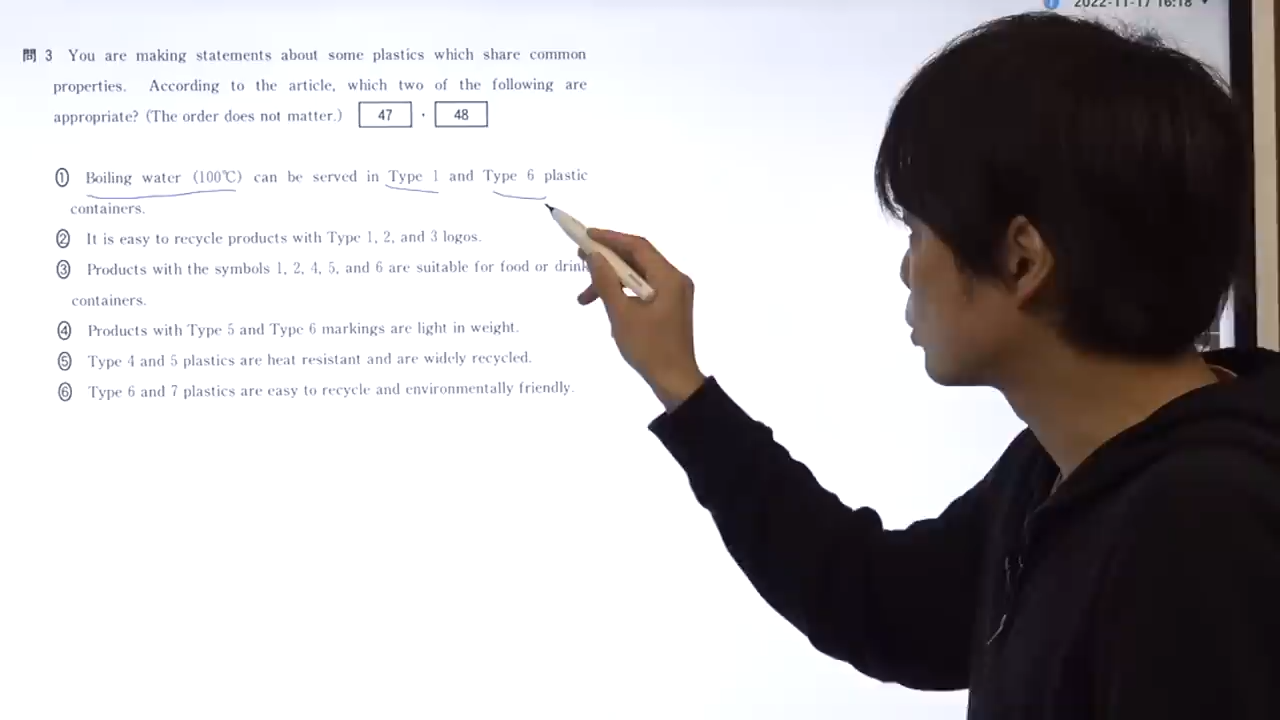 2022-11-17 16:18
問 3 You are making statements about some plastics which share common
properties. According to the article, which two of the following are
appropriate? (The order does not matter.) 47 · 48
① Boiling water (100℃) can be served in Type 1 and Type 6 plastic
containers.
② It is easy to recycle products with Type 1, 2, and 3 logos.
③ Products with the symbols 1, 2, 4, 5, and 6 are suitable for food or drink
containers.
④ Products with Type 5 and Type 6 markings are light in weight.
⑤ Type 4 and 5 plastics are heat resistant and are widely recycled.
⑥ Type 6 and 7 plastics are easy to recycle and environmentally friendly.